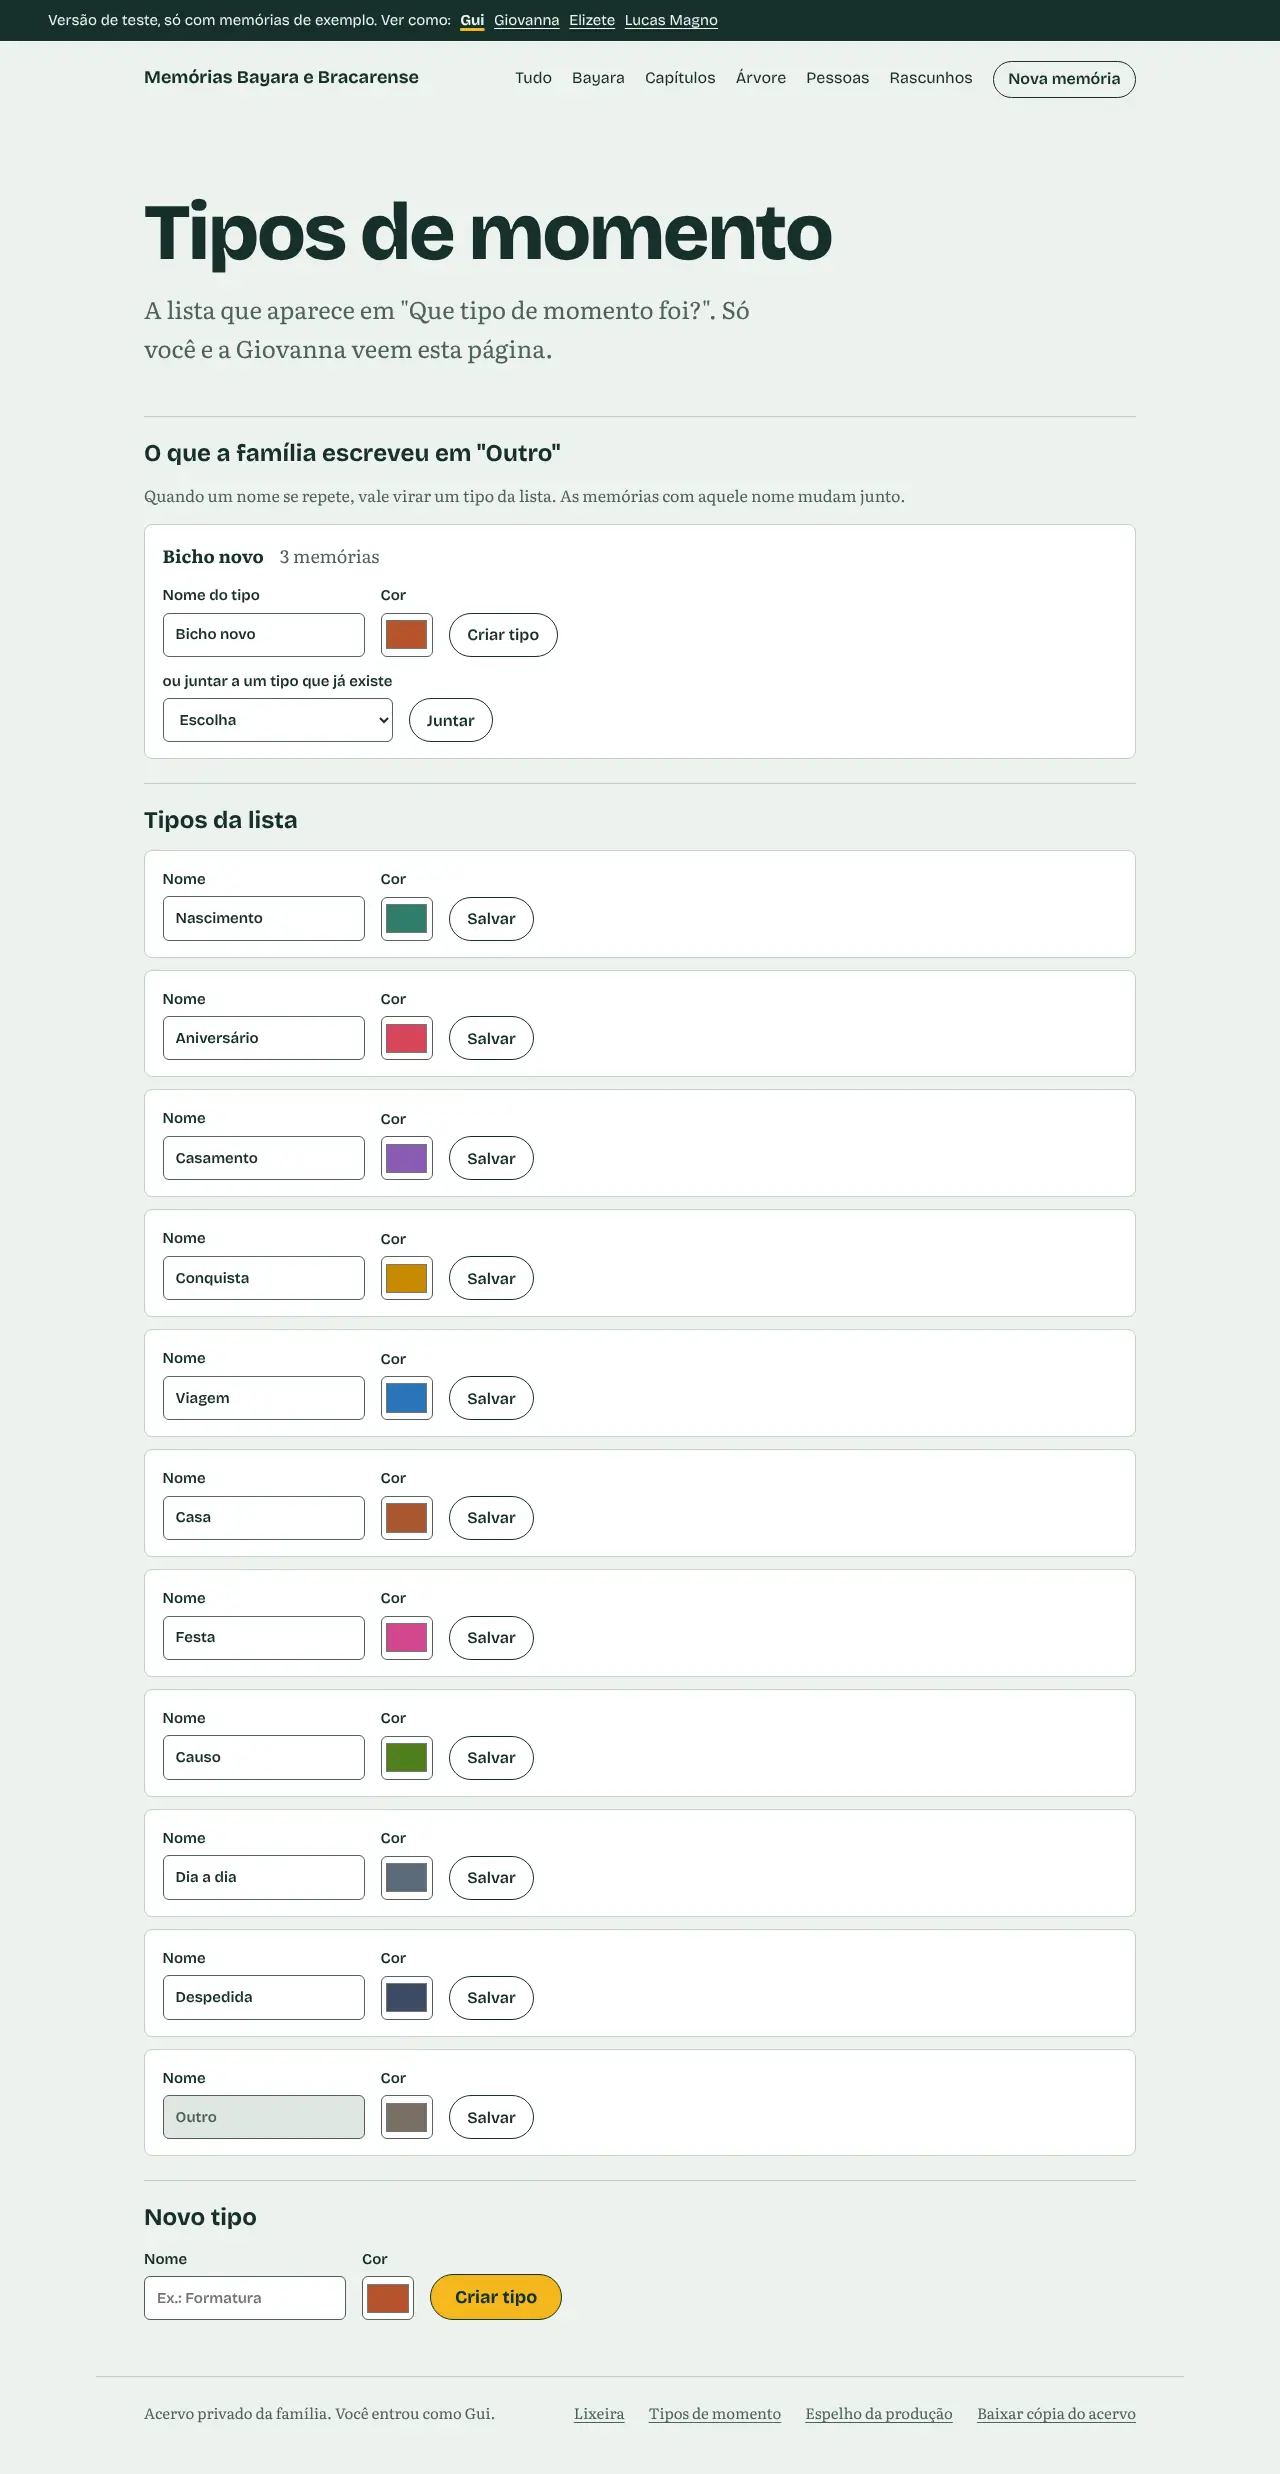 Versão de teste, só com memórias de exemplo. Ver como: Gui Giovanna Elizete Lucas Magno
Memórias Bayara e Bracarense Tudo Bayara Capítulos Árvore Pessoas Rascunhos Nova memória
Tipos de momento
A lista que aparece em "Que tipo de momento foi?". Só
você e a Giovanna veem esta página.
O que a família escreveu em "Outro"
Quando um nome se repete, vale virar um tipo da lista. As memórias com aquele nome mudam junto.
Bicho novo 3 memórias
Nome do tipo Cor
Bicho novo Criar tipo
ou juntar a um tipo que já existe
Escolha Juntar
Tipos da lista
Nome Cor
Nascimento Salvar
Nome Cor
Aniversário Salvar
Nome Cor
Casamento Salvar
Nome Cor
Conquista Salvar
Nome Cor
Viagem Salvar
Nome Cor
Casa Salvar
Nome Cor
Festa Salvar
Nome Cor
Causo Salvar
Nome Cor
Dia a dia Salvar
Nome Cor
Despedida Salvar
Nome Cor
Outro Salvar
Novo tipo
Nome Cor
Ex.: Formatura Criar tipo
Acervo privado da família. Você entrou como Gui. Lixeira Tipos de momento Espelho da produção Baixar cópia do acervo